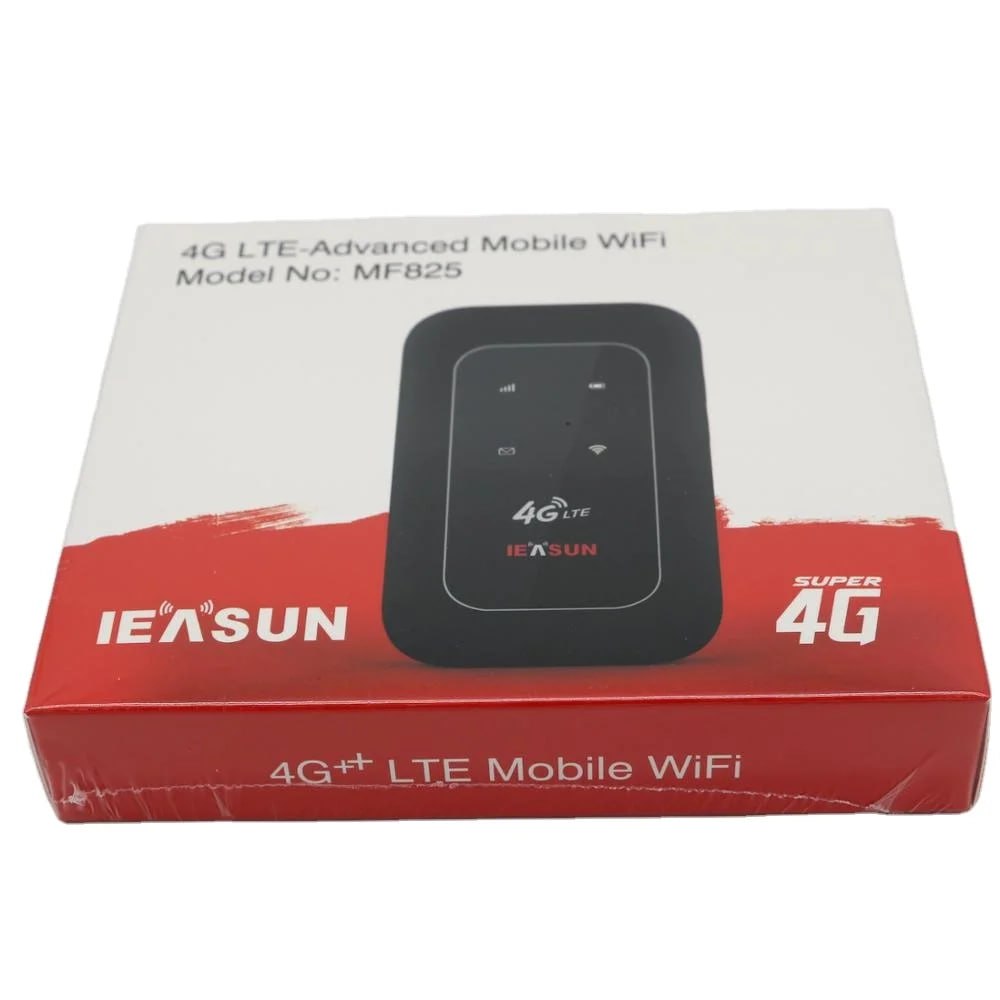 4G LTE-Advanced Mobile WiFi
Model No: MF825
4G LTE
IEASUN
IEASUN
SUPER
4G
4G++ LTE Mobile WiFi